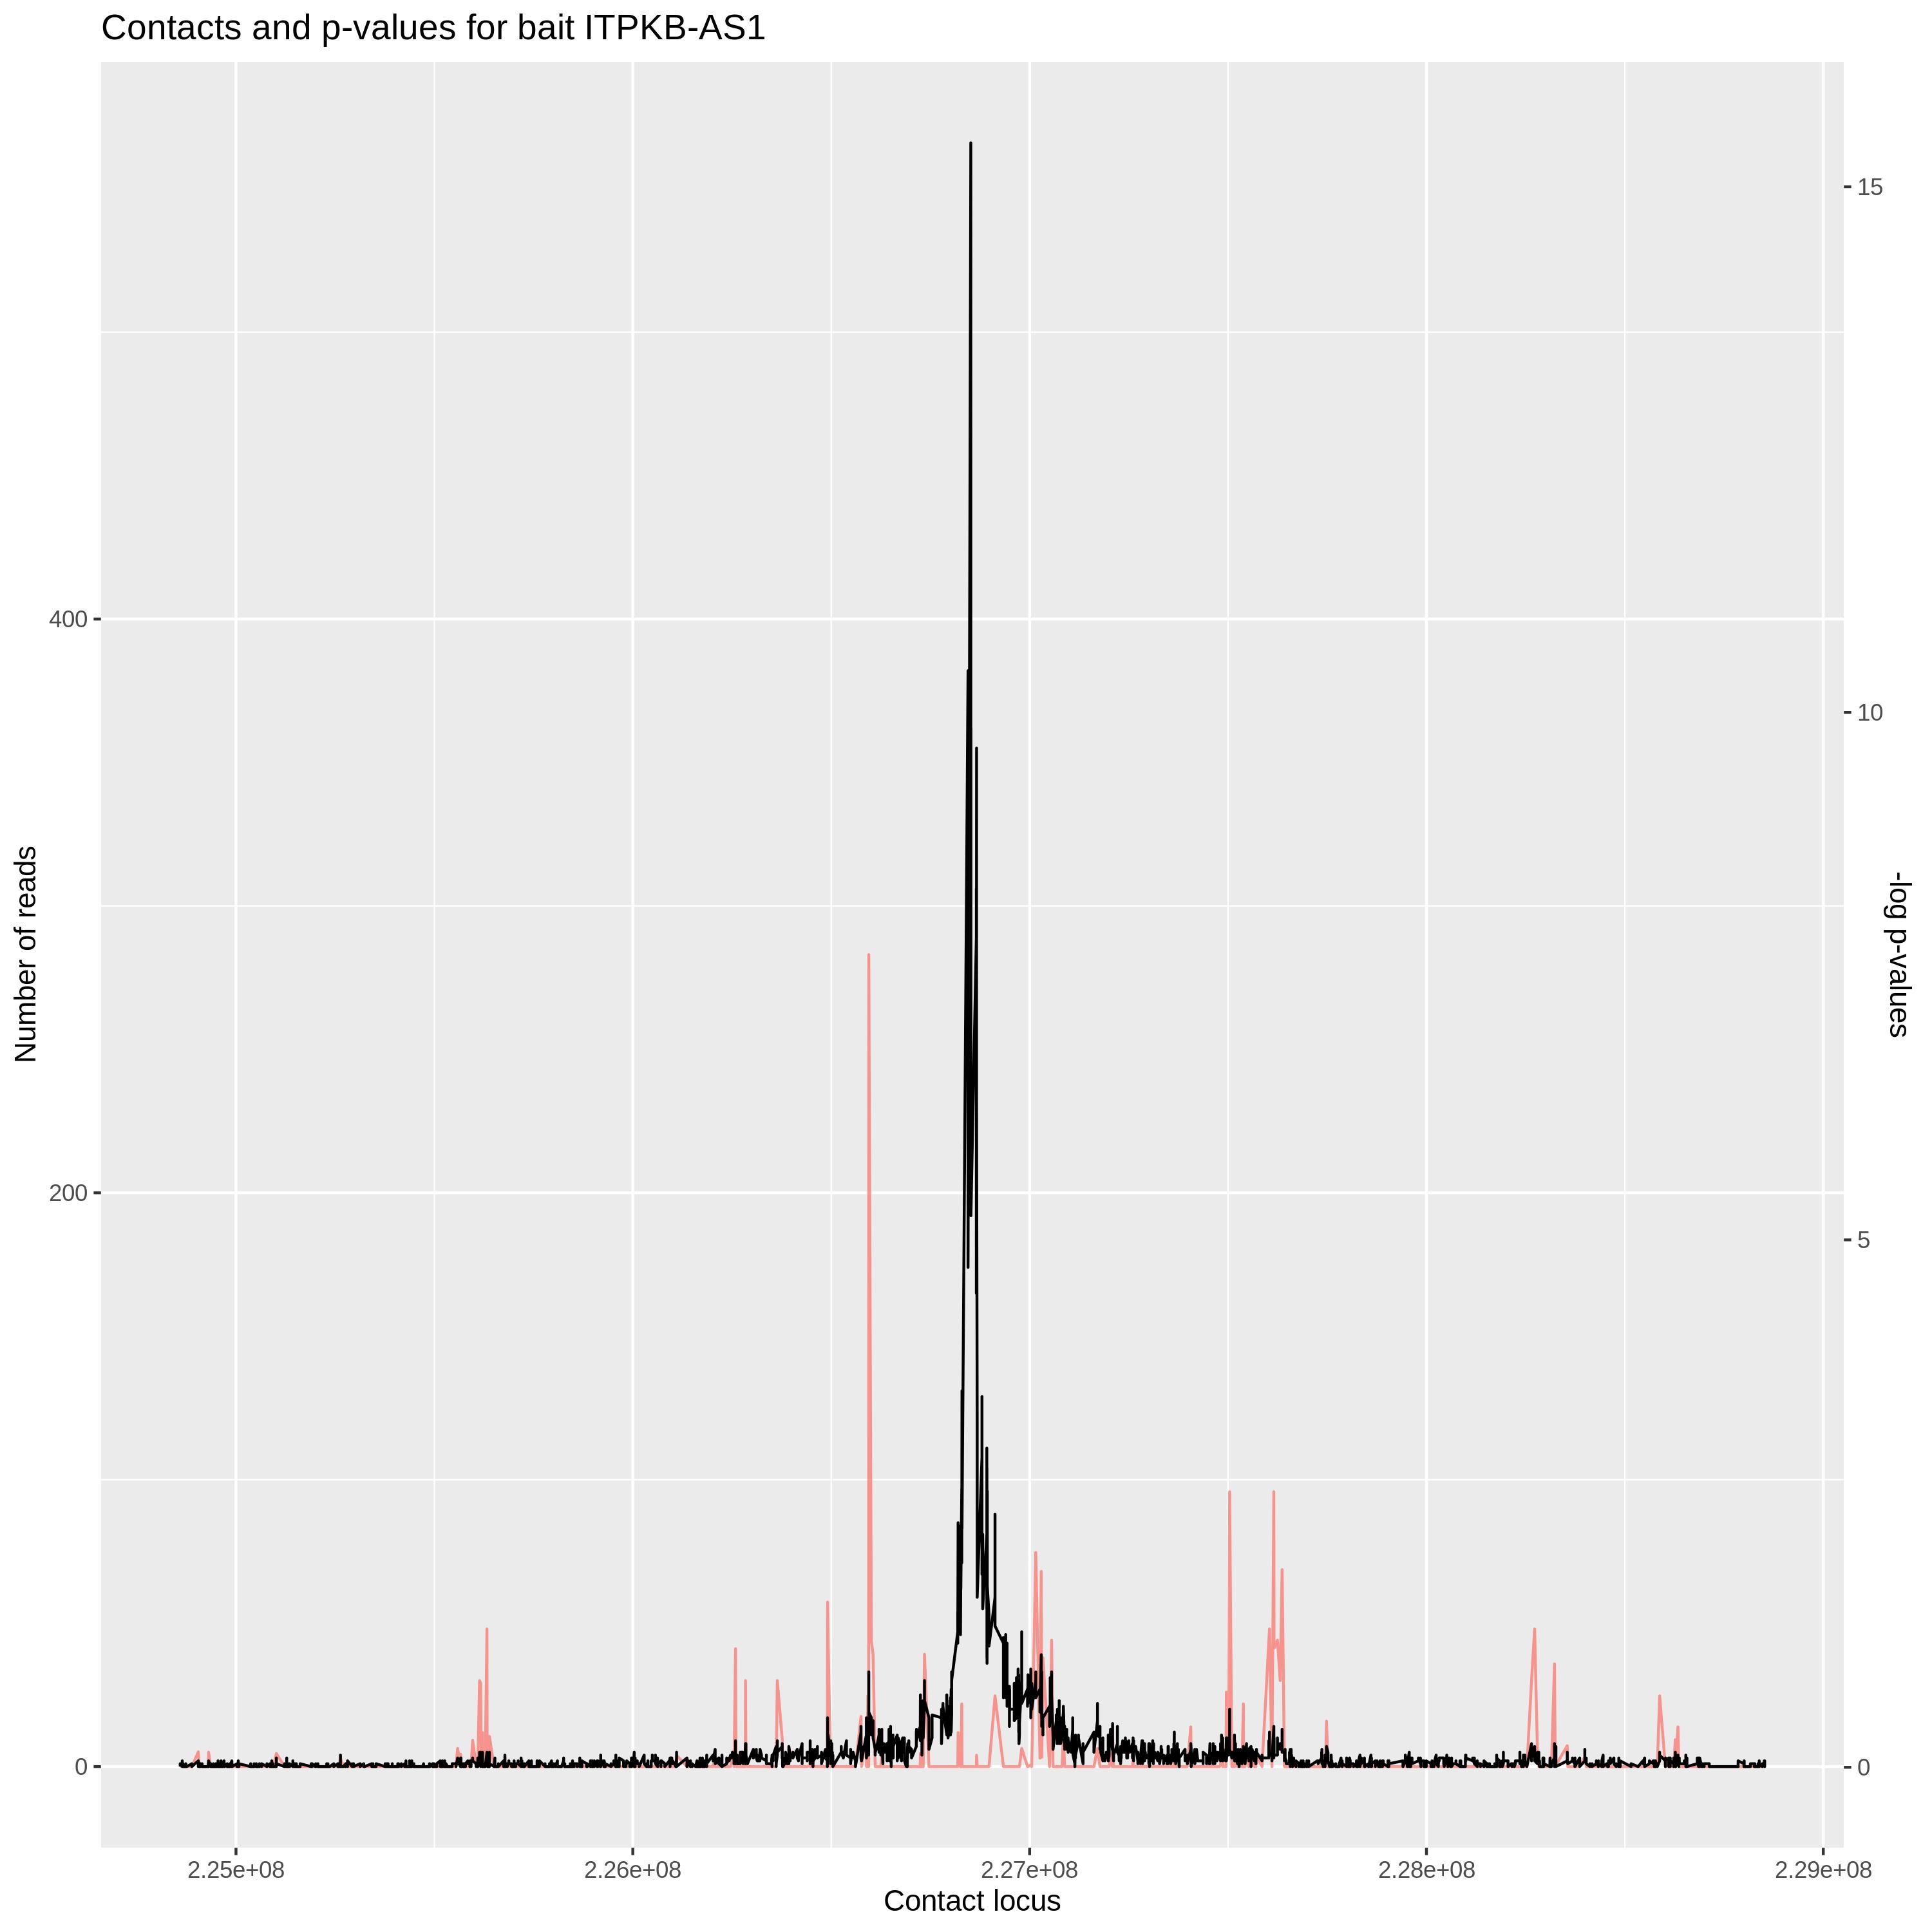 Contacts and p-values for bait ITPKB-AS1
15
400
10
Number of reads
-log p-values
200
5
0
0
2.25e+08
2.26e+08
2.27e+08
2.28e+08
2.29e+08
Contact locus